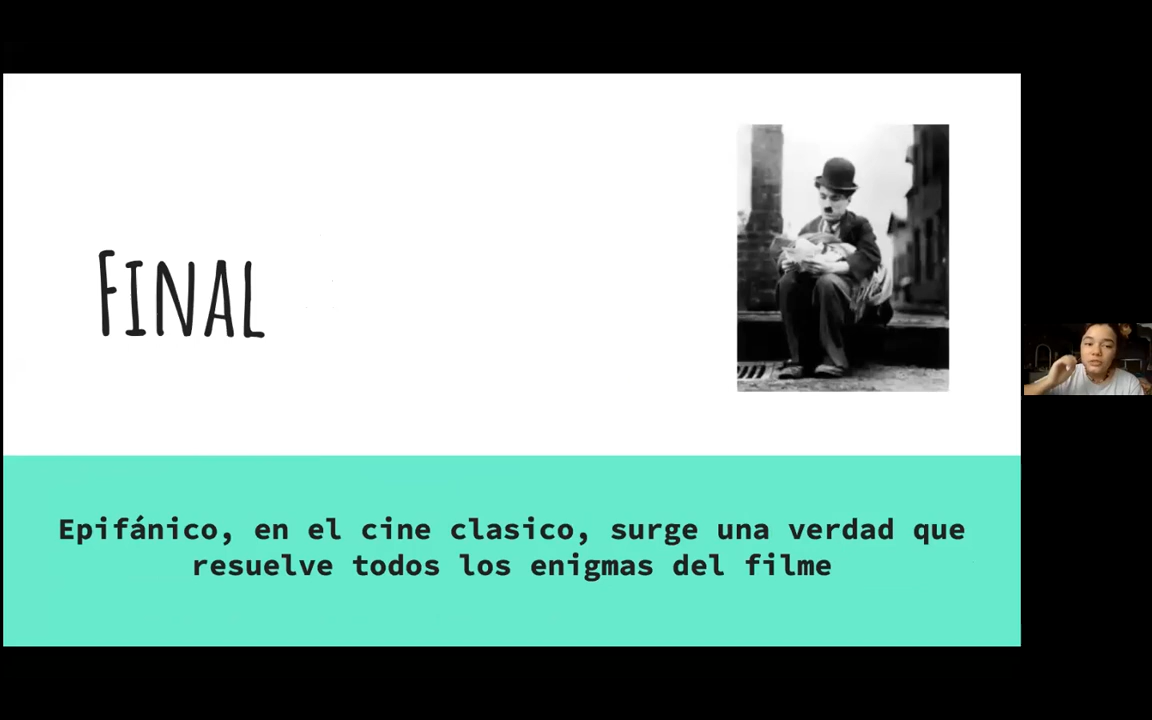 Final
Epifánico, en el cine clasico, surge una verdad que
resuelve todos los enigmas del filme